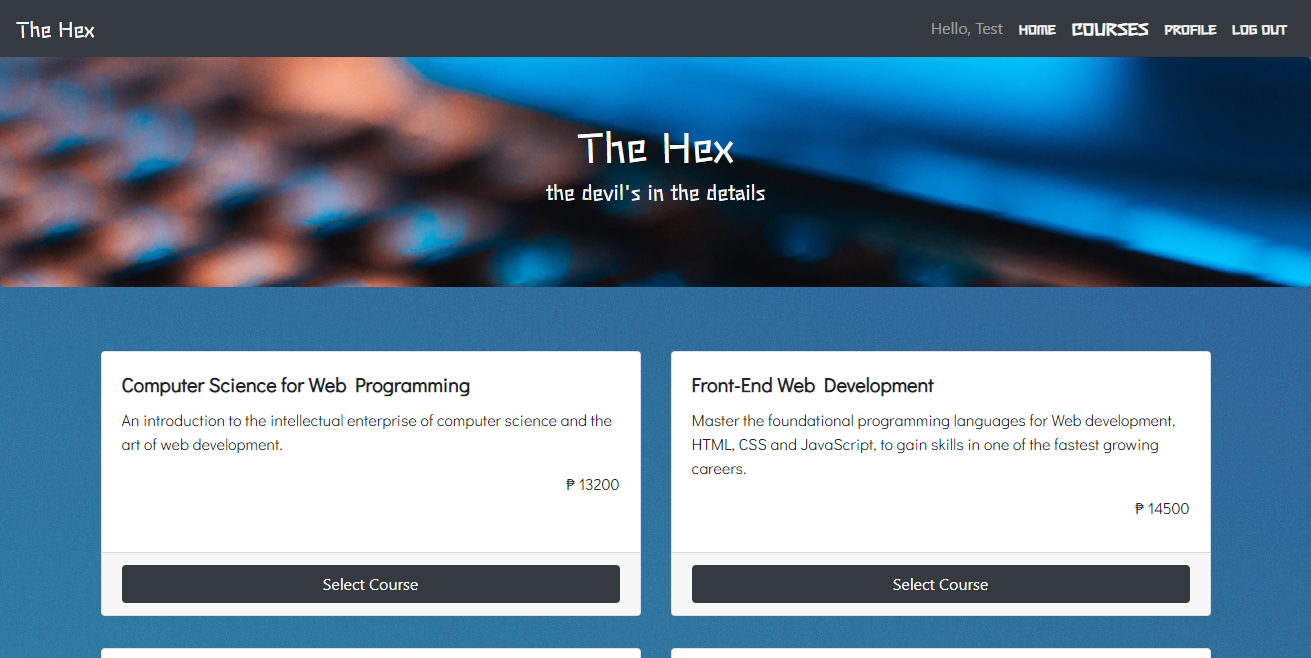 The Hex
Hello, Test HOME COURSES PROFILE LOG OUT
The Hex
the devil's in the details
Computer Science for Web Programming
An introduction to the intellectual enterprise of computer science and the
art of web development.
₱ 13200
Select Course
Front-End Web Development
Master the foundational programming languages for Web development,
HTML, CSS and JavaScript, to gain skills in one of the fastest growing
careers.
₱ 14500
Select Course